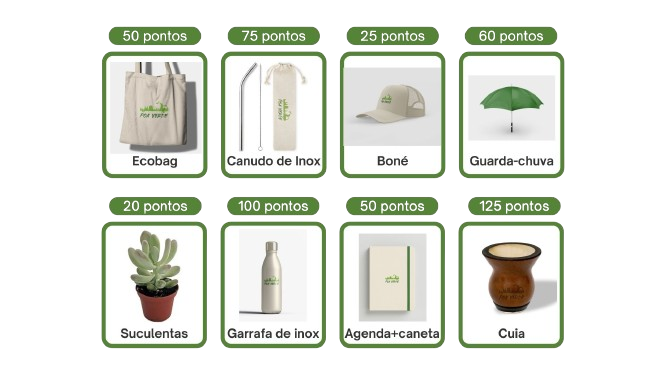 50 pontos
75 pontos
25 pontos
60 pontos
Ecobag
Canudo de Inox
Boné
Guarda-chuva
20 pontos
100 pontos
50 pontos
125 pontos
Suculentas
Garrafa de inox
Agenda+caneta
Cuia